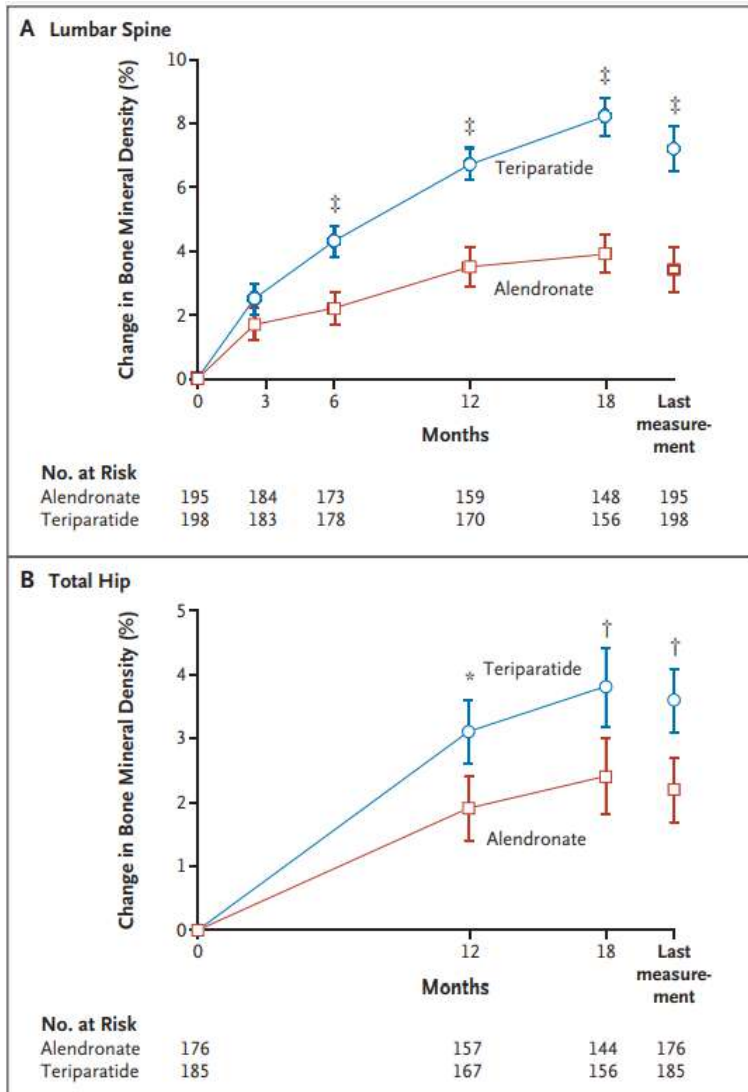 A Lumbar Spine
Change in Bone Mineral Density (%)
10
8
6
4
2
0
‡
‡
‡
‡
Teriparatide
Alendronate
0 3 6 12 18 Last measure-
ment
Months
No. at Risk
Alendronate 195 184 173 159 148 195
Teriparatide 198 183 178 170 156 198
B Total Hip
Change in Bone Mineral Density (%)
5
4
3
2
1
0
*
†
†
Teriparatide
Alendronate
0 12 18 Last measure-
ment
Months
No. at Risk
Alendronate 176 157 144 176
Teriparatide 185 167 156 185